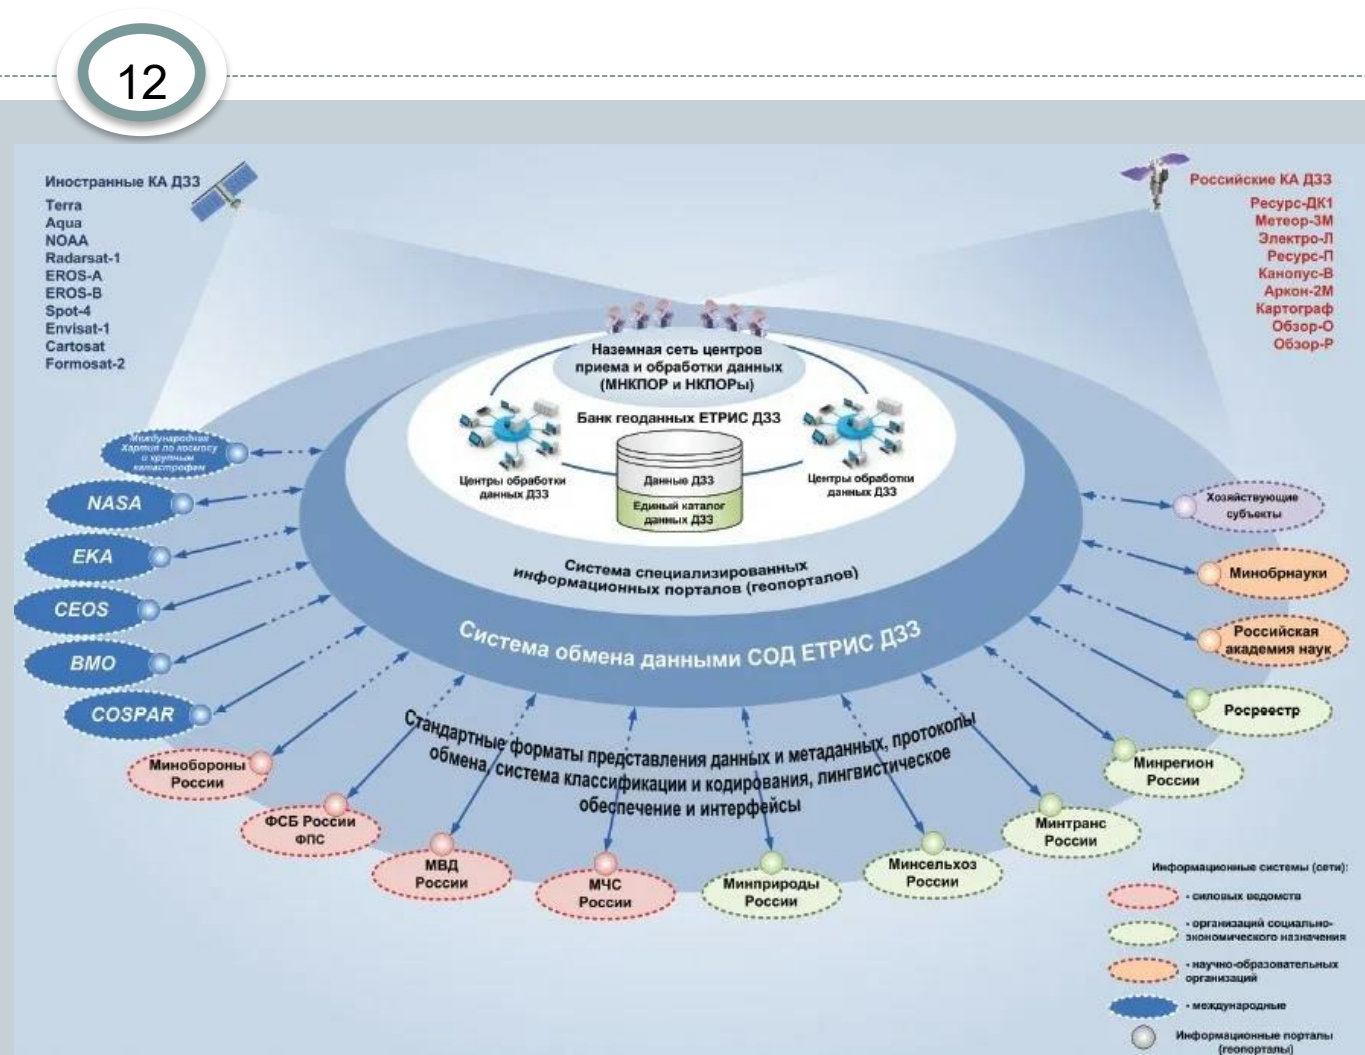 12
Иностранные КА ДЗЗ
Terra
Aqua
NOAA
Radarsat-1
EROS-A
EROS-B
Spot-4
Envisat-1
Cartosat
Formosat-2
Российские КА ДЗЗ
Ресурс-ДК1
Метеор-3М
Электро-Л
Ресурс-П
Канопус-В
Аркон-2М
Картограф
Обзор-О
Обзор-Р
Наземная сеть центров
приема и обработки данных
(МНКПОР и НКПОРы)
Банк геоданных ЕТРИС ДЗЗ
Центры обработки
данных ДЗЗ
Данные ДЗЗ
Единый каталог
данных ДЗЗ
Центры обработки
данных ДЗЗ
Система специализированных
информационных порталов (геопорталов)
Система обмена данными СОД ЕТРИС ДЗЗ
Стандартные форматы представления данных и метаданных, протоколы
обмена, система классификации и кодирования, лингвистическое
обеспечение и интерфейсы
Международная
Хартия по космосу
и крупным
катастрофам
NASA
ЕКА
CEOS
ВМО
COSPAR
Минобороны
России
ФСБ России
ФПС
МВД
России
МЧС
России
Минприроды
России
Минсельхоз
России
Минтранс
России
Минрегион
России
Росреестр
Российская
академия наук
Минобрнауки
Хозяйствующие
субъекты
Информационные системы (сети):
- силовых ведомств
- организаций социально-
экономического назначения
- научно-образовательных
организаций
- международные
Информационные порталы
(геопорталы)